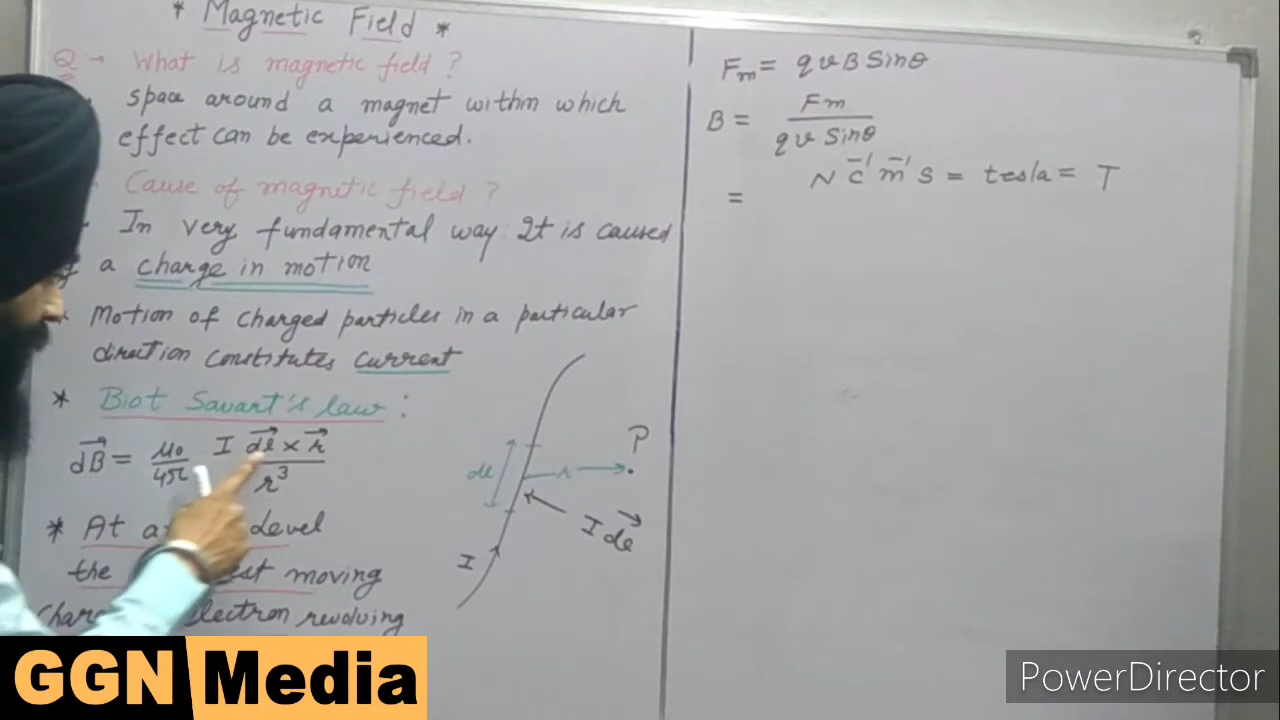 * Magnetic Field *
Q → What is magnetic field ?
space around a magnet within which
effect can be experienced.
Cause of magnetic field ?
In very fundamental way: It is caused
a charge in motion
* Motion of charged particles in a particular
direction constitutes current
* Biot Savart's law :
dB⃗ = μ₀/4π I dl⃗ × r⃗ / r³
* At level
the moving
electron revolving
dl
r
P
I dl⃗
I
Fm = qvB Sinθ
B = Fm / qv Sinθ
= N C⁻¹ m⁻¹ s = tesla = T
GGN Media
PowerDirector